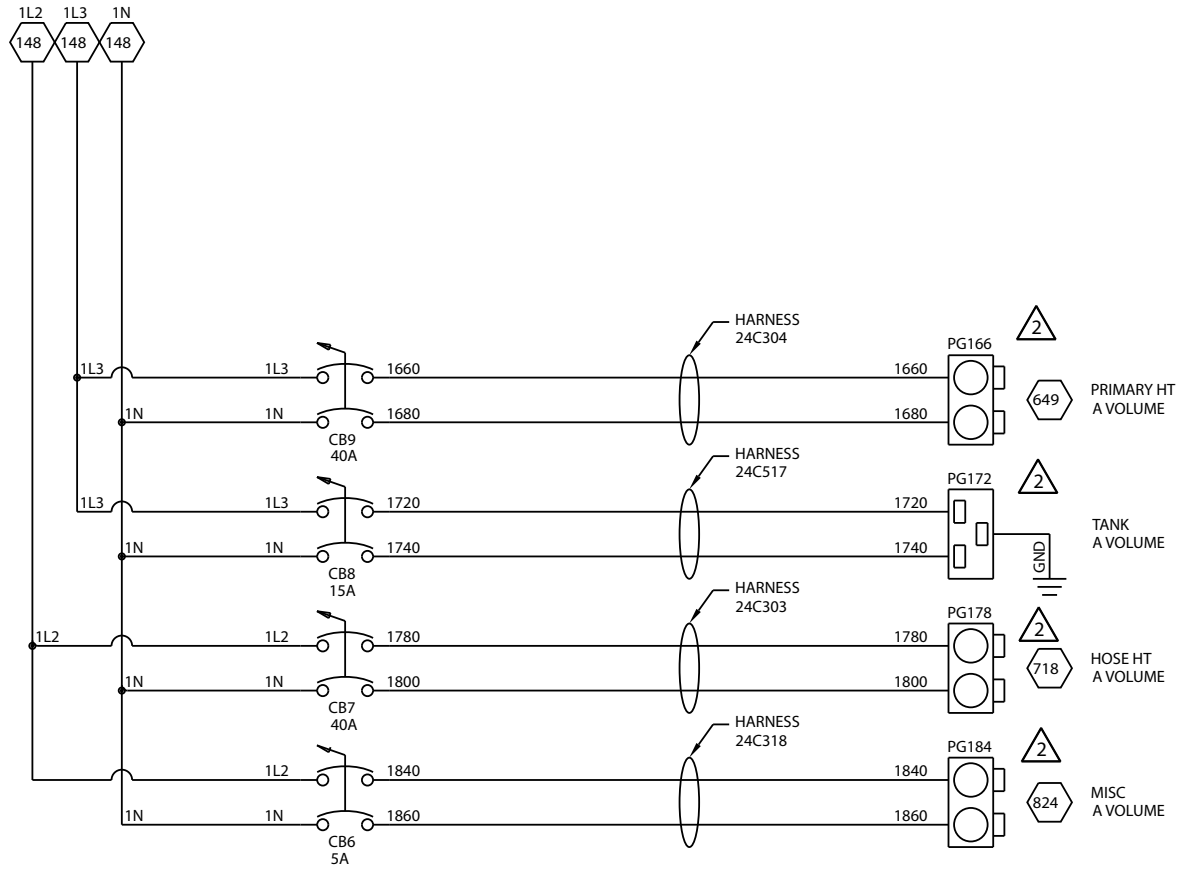 1L2 1L3 1N
148 148 148
HARNESS
24C304
2
PG166
1L3 1L3 1660 1660
649
PRIMARY HT
A VOLUME
1N 1N 1680 1680
CB9
40A
HARNESS
24C517
2
PG172
1L3 1L3 1720 1720
TANK
A VOLUME
1N 1N 1740 1740
GND
CB8
15A
HARNESS
24C303
2
PG178
1L2 1L2 1780 1780
718
HOSE HT
A VOLUME
1N 1N 1800 1800
CB7
40A
HARNESS
24C318
2
PG184
1L2 1840 1840
824
MISC
A VOLUME
1N 1N 1860 1860
CB6
5A